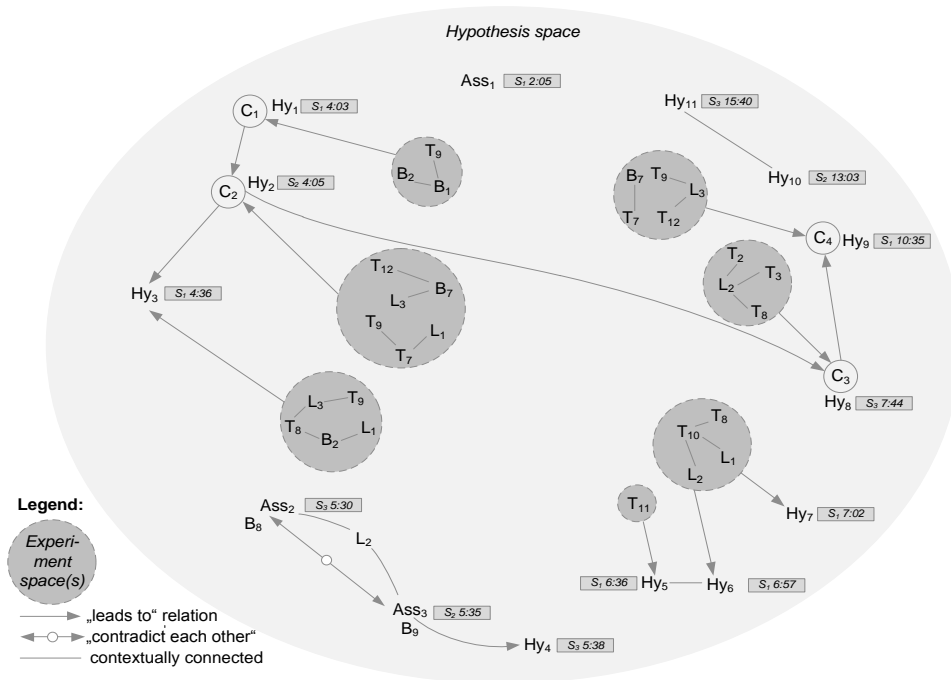 Hypothesis space
Ass1 S1 2:05
C1 Hy1 S1 4:03
Hy11 S3 15:40
T9
B2 B1
B7 T9 L3
T7 T12
Hy10 S2 13:03
C2 Hy2 S2 4:05
C4 Hy9 S1 10:35
T2
L2 T3
T8
T12 B7
L3
T9 L1
T7
Hy3 S1 4:36
C3
Hy8 S3 7:44
L3 T9
T8 B2 L1
T8
T10 L1
L2
T11
Hy7 S1 7:02
Legend:
Experi-
ment
space(s)
Ass2 S3 5:30
B8
L2
S1 6:36 Hy5 Hy6 S1 6:57
Ass3 S2 5:35
B9
Hy4 S3 5:38
„leads to“ relation
„contradict each other“
contextually connected